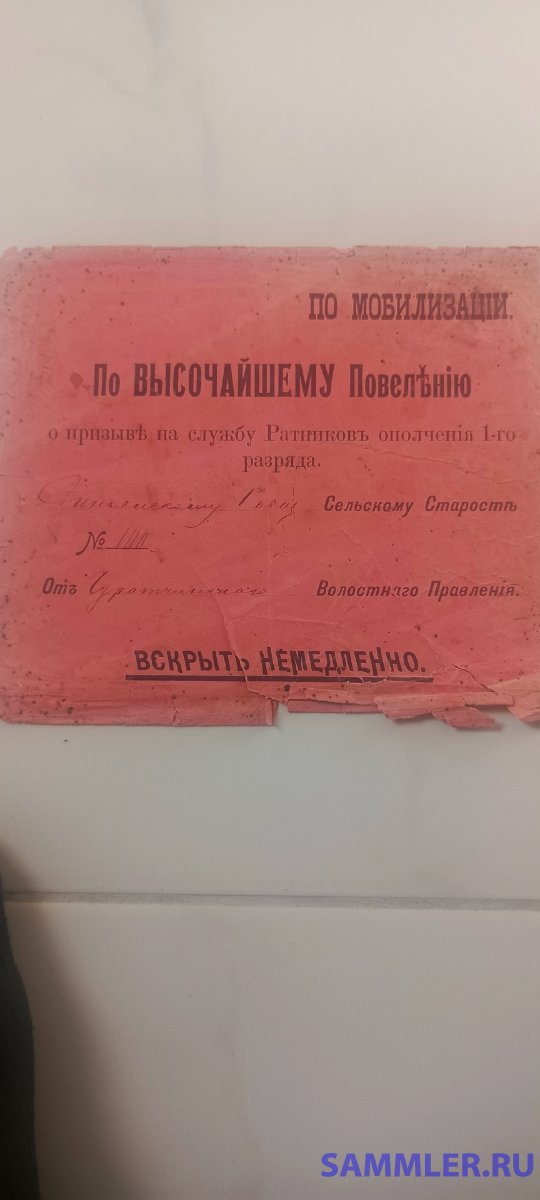 ПО МОБИЛИЗАЦІИ.
По ВЫСОЧАЙШЕМУ Повелѣнію
о призывѣ на службу Ратниковъ ополченія 1-го
разряда.
Сельскому Старостѣ
№
Отъ Волостнаго Правленія.
ВСКРЫТЬ НЕМЕДЛЕННО.
SAMMLER.RU